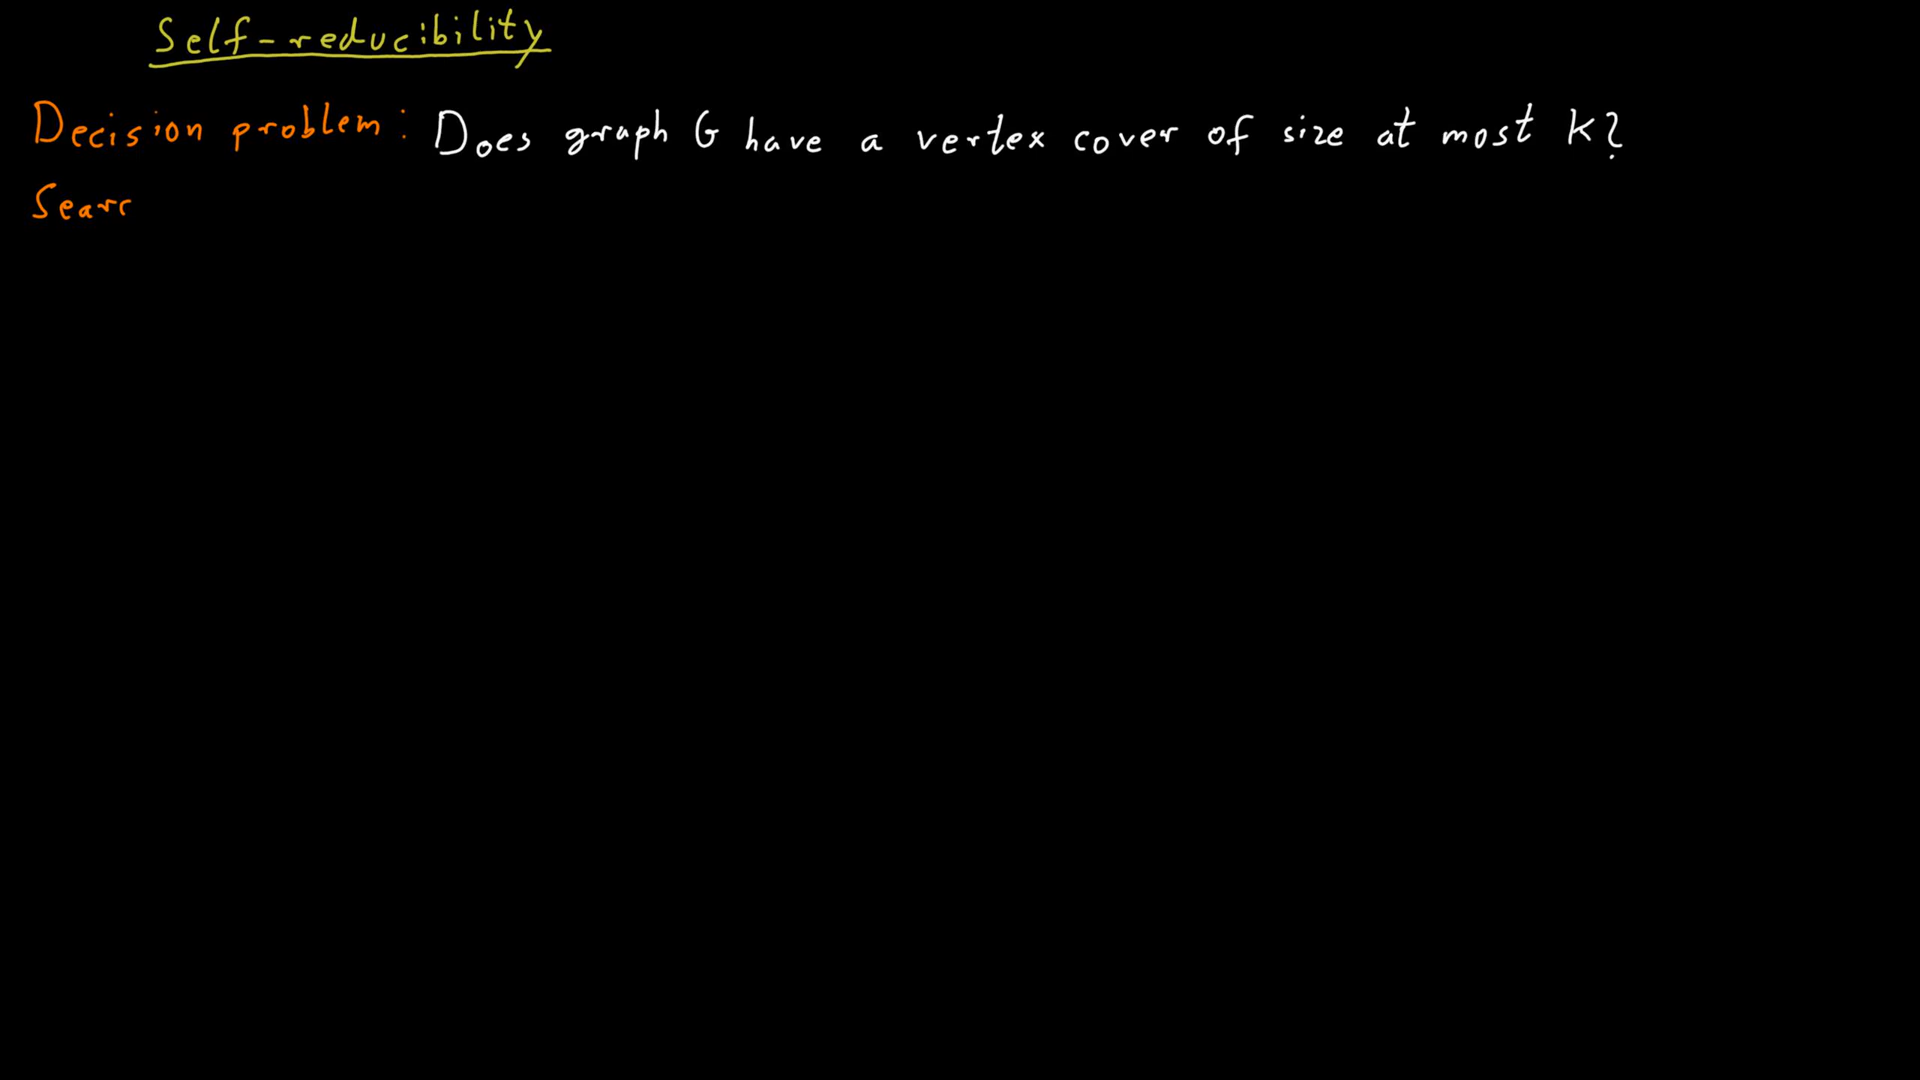 Self-reducibility
Decision problem: Does graph G have a vertex cover of size at most K?
Searc